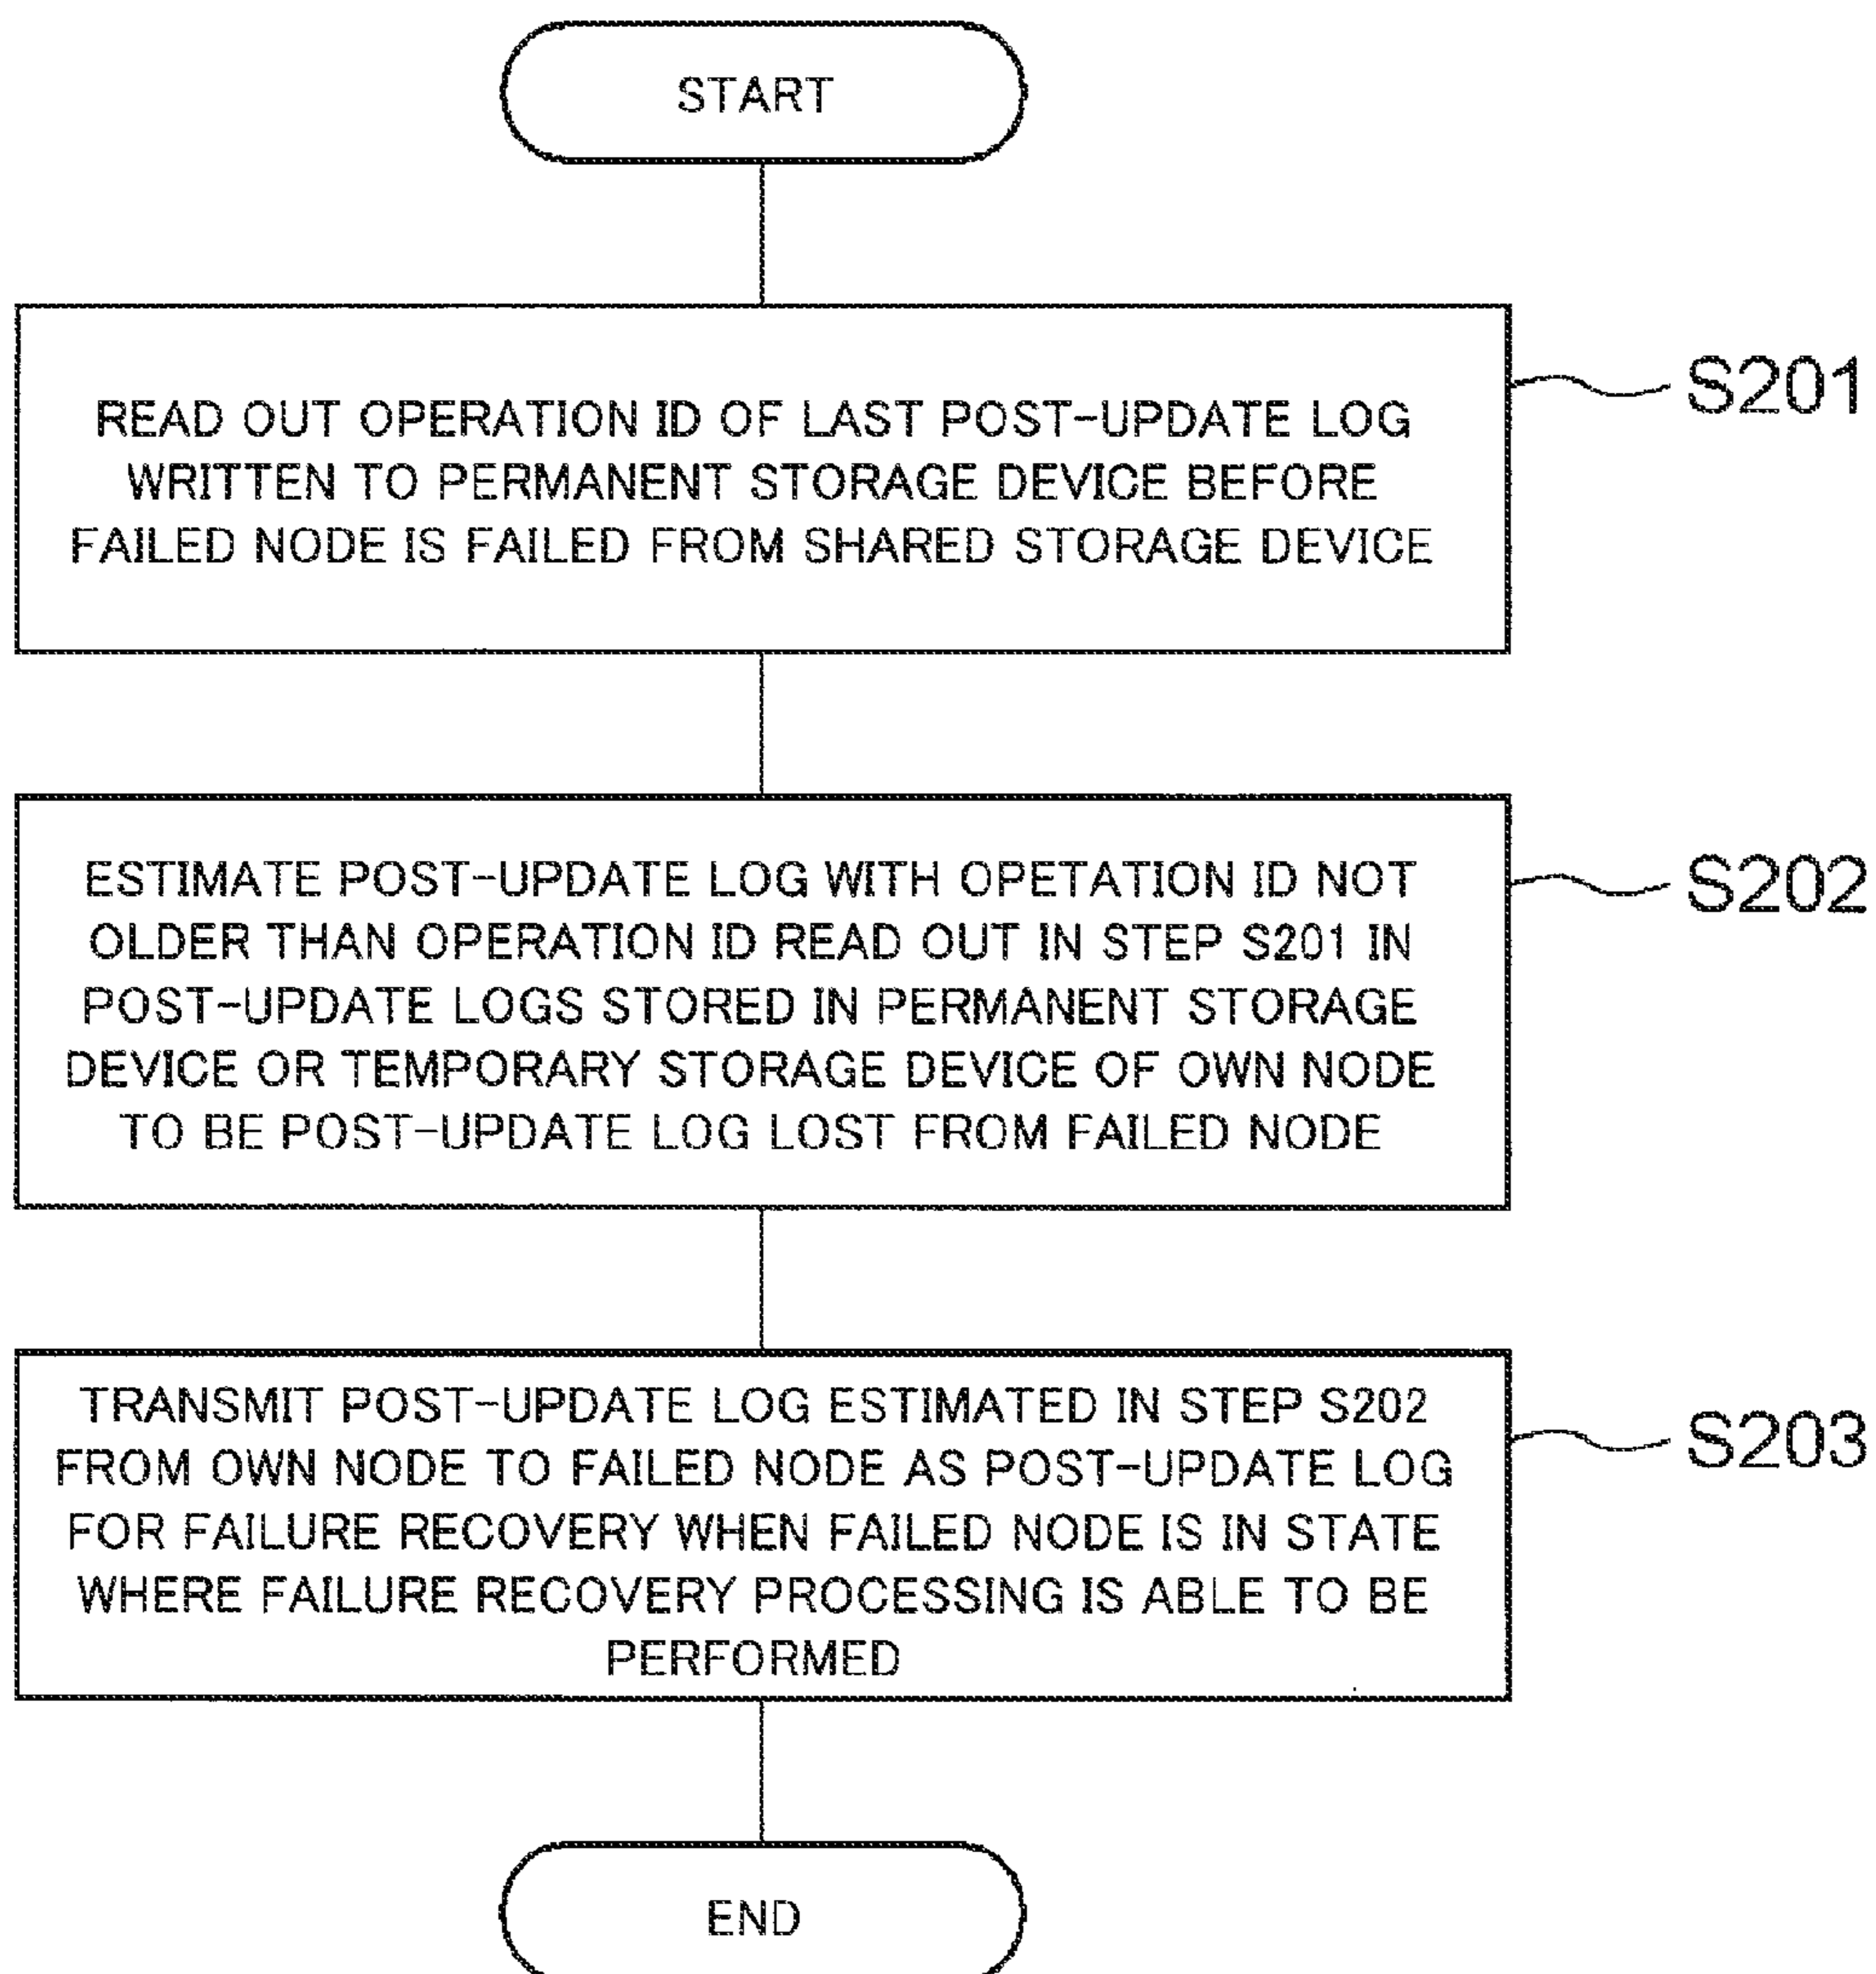 START
READ OUT OPERATION ID OF LAST POST-UPDATE LOG
WRITTEN TO PERMANENT STORAGE DEVICE BEFORE
FAILED NODE IS FAILED FROM SHARED STORAGE DEVICE
S201
ESTIMATE POST-UPDATE LOG WITH OPETATION ID NOT
OLDER THAN OPERATION ID READ OUT IN STEP S201 IN
POST-UPDATE LOGS STORED IN PERMANENT STORAGE
DEVICE OR TEMPORARY STORAGE DEVICE OF OWN NODE
TO BE POST-UPDATE LOG LOST FROM FAILED NODE
S202
TRANSMIT POST-UPDATE LOG ESTIMATED IN STEP S202
FROM OWN NODE TO FAILED NODE AS POST-UPDATE LOG
FOR FAILURE RECOVERY WHEN FAILED NODE IS IN STATE
WHERE FAILURE RECOVERY PROCESSING IS ABLE TO BE
PERFORMED
S203
END